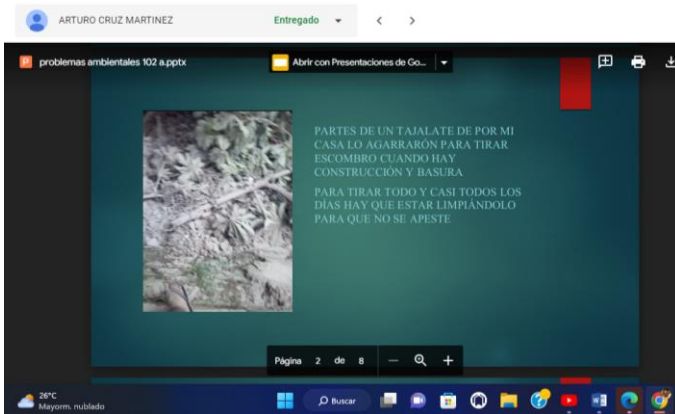 ARTURO CRUZ MARTINEZ
Entregado
problemas ambientales 102 a.pptx
Abrir con Presentaciones de Go...
PARTES DE UN TAJALATE DE POR MI
CASA LO AGARRARÓN PARA TIRAR
ESCOMBRO CUANDO HAY
CONSTRUCCIÓN Y BASURA
PARA TIRAR TODO Y CASI TODOS LOS
DÍAS HAY QUE ESTAR LIMPIÁNDOLO
PARA QUE NO SE APESTE
Página 2 de 8
26°C
Mayorm. nublado
Buscar